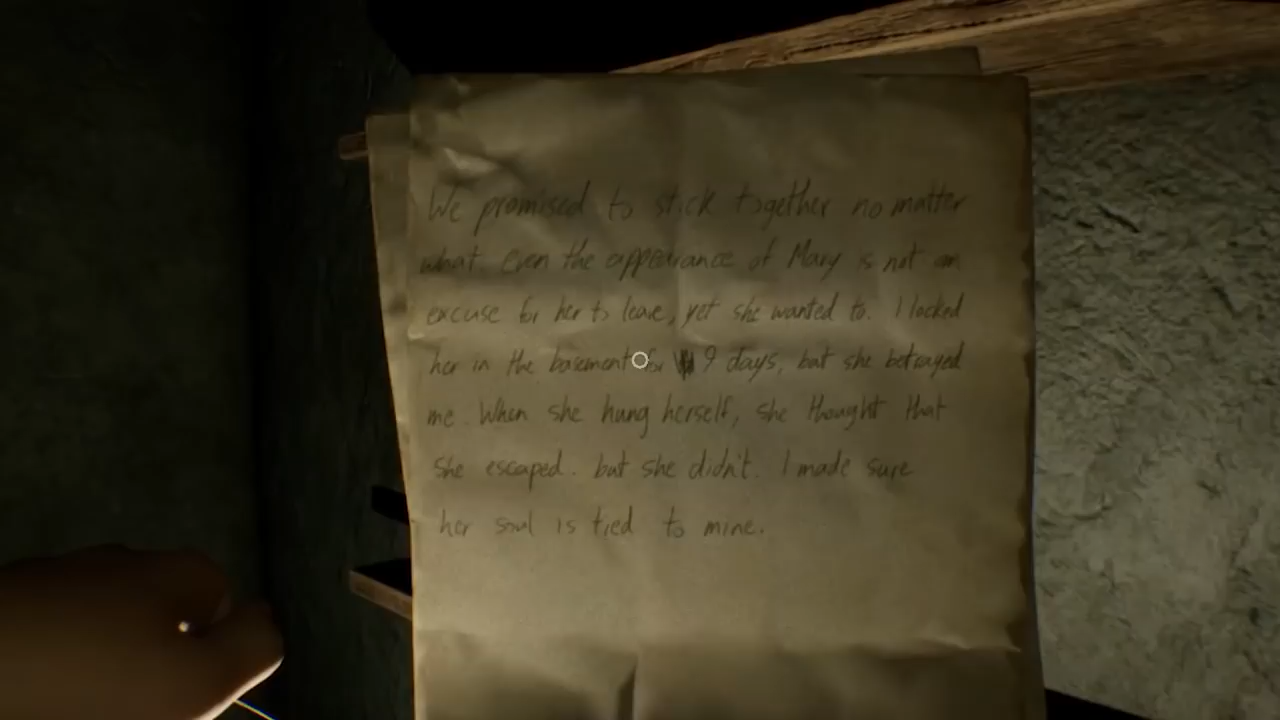 We promised to stick together no matter
what. even the appearance of Mary is not an
excuse for her to leave, yet she wanted to. I locked
her in the basement for 9 days, but she betrayed
me. When she hung herself, she thought that
she escaped. but she didn't. I made sure
her soul is tied to mine.